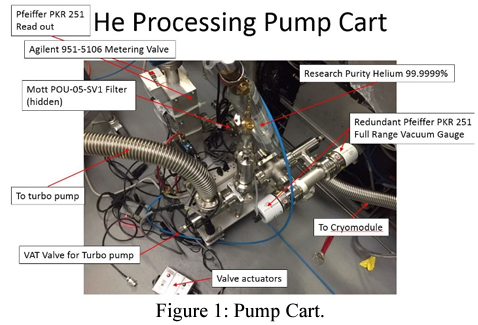 He Processing Pump Cart
Pfeiffer PKR 251
Read out
Agilent 951-5106 Metering Valve
Mott POU-05-SV1 Filter
(hidden)
Research Purity Helium 99.9999%
Redundant Pfeiffer PKR 251
Full Range Vacuum Gauge
To turbo pump
To Cryomodule
VAT Valve for Turbo pump
Valve actuators
Figure 1: Pump Cart.